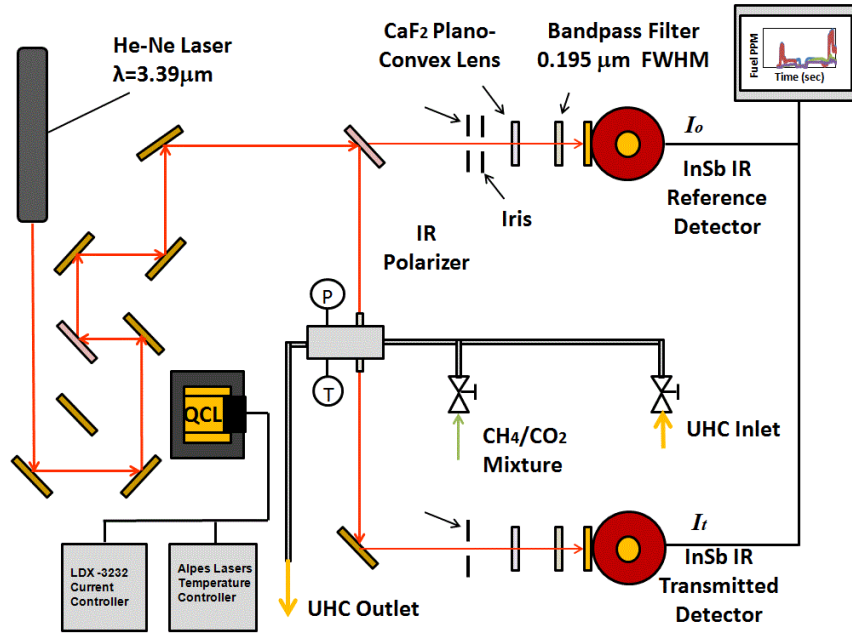 He-Ne Laser
λ=3.39μm
CaF2 Plano-
Convex Lens
Bandpass Filter
0.195 μm FWHM
Fuel PPM
Time (sec)
Io
InSb IR
Reference
Detector
Iris
IR
Polarizer
P
T
QCL
CH4/CO2
Mixture
UHC Inlet
LDX -3232
Current
Controller
Alpes Lasers
Temperature
Controller
UHC Outlet
It
InSb IR
Transmitted
Detector